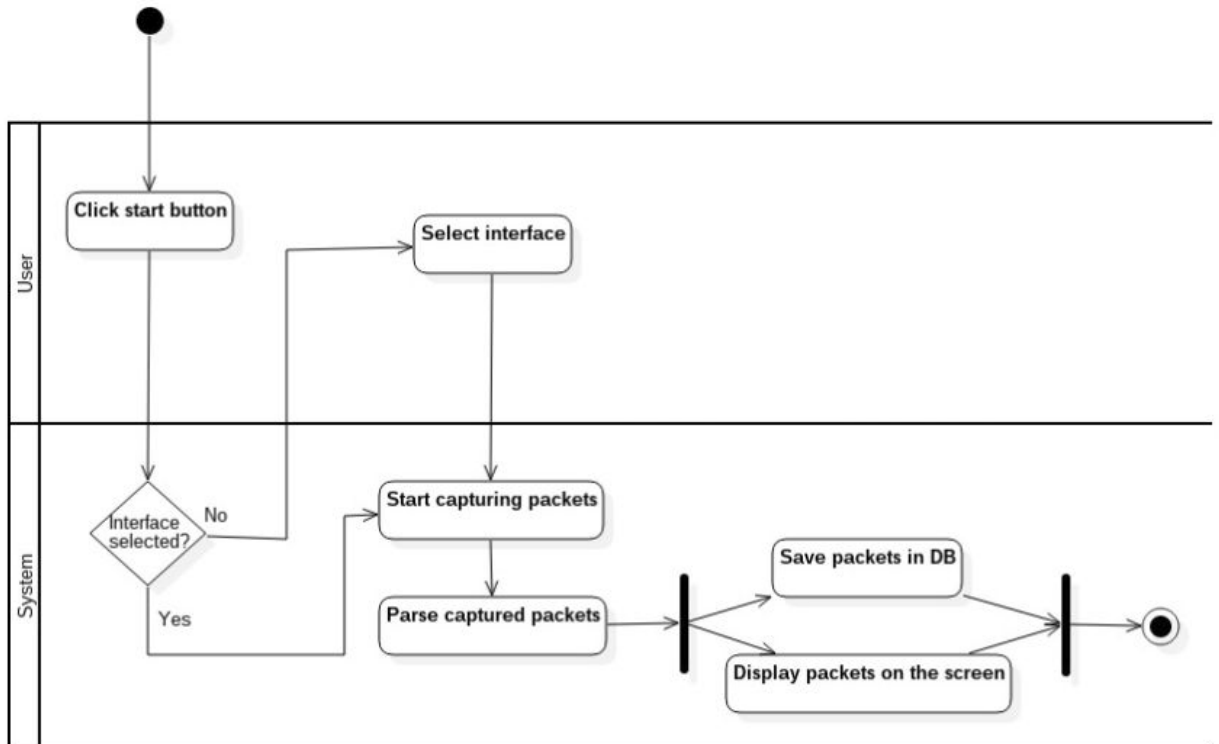 User
Click start button
Select interface
System
Interface
selected?
No
Yes
Start capturing packets
Parse captured packets
Save packets in DB
Display packets on the screen